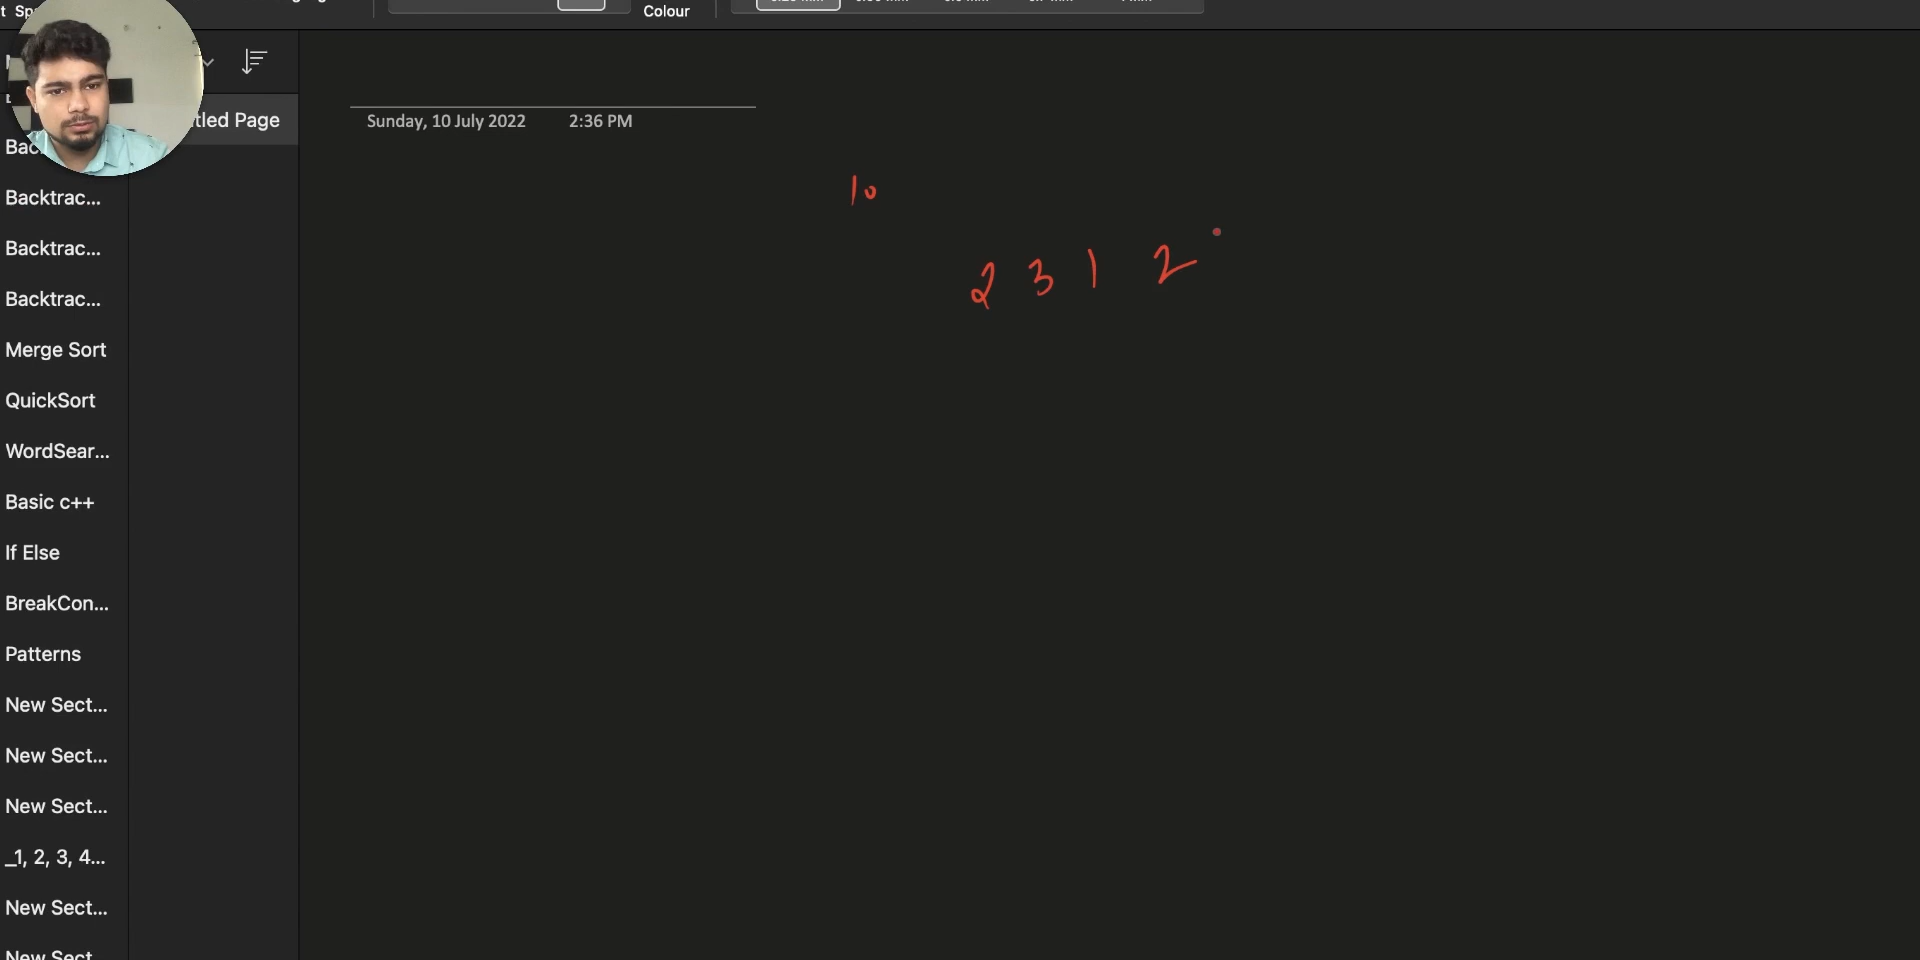 Colour
tled Page
Sunday, 10 July 2022 2:36 PM
Backtrac...
Backtrac...
Backtrac...
Merge Sort
QuickSort
WordSear...
Basic c++
If Else
BreakCon...
Patterns
New Sect...
New Sect...
New Sect...
_1, 2, 3, 4...
New Sect...
New Sect
10
2 3 1 2